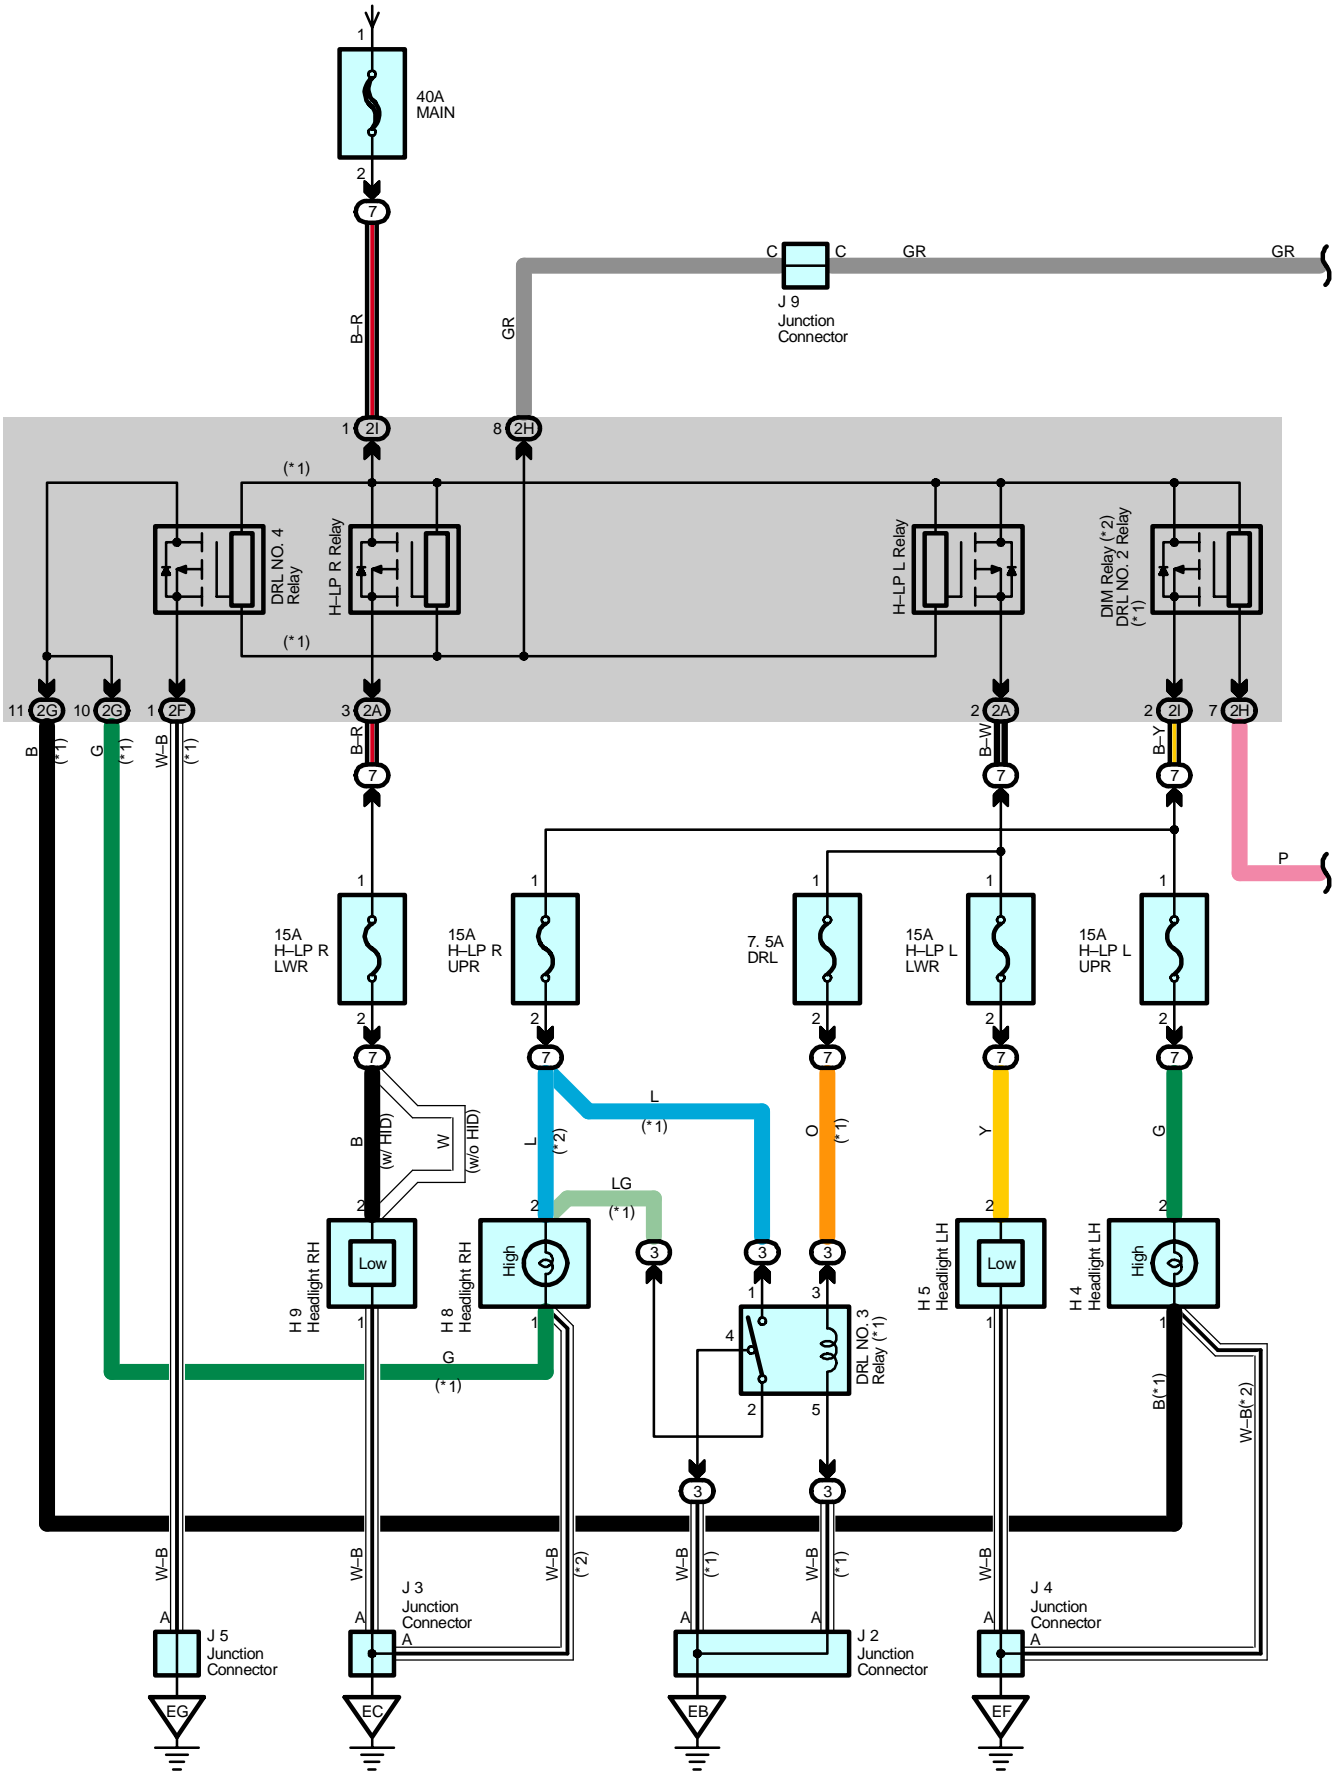 1
40A
MAIN
2
7
C
C
GR
GR
J 9
Junction
Connector
B–R
GR
1 2I
8 2H
(* 1)
DRL NO. 4
Relay
H–LP R Relay
H–LP L Relay
DIM Relay (*2)
DRL NO. 2 Relay
(*1)
(* 1)
11 2G
10 2G
1 2F
3 2A
2 2A
2 2I
7 2H
B
(*1)
G
(*1)
W–B
(*1)
B–R
B–W
B–Y
7
7
7
P
1
1
1
1
1
15A
H–LP R
LWR
15A
H–LP R
UPR
7. 5A
DRL
15A
H–LP L
LWR
15A
H–LP L
UPR
2
2
2
2
2
7
7
7
7
7
B
(w/ HID)
W
(w/o HID)
L
(*2)
L
(*1)
O
(*1)
Y
G
LG
(*1)
2
2
2
2
3
3
3
Low
High
Low
High
H 9
Headlight RH
H 8
Headlight RH
H 5
Headlight LH
H 4
Headlight LH
1
3
4
2
5
DRL NO. 3
Relay (*1)
1
1
1
1
G
(*1)
B(*1)
W–B(*2)
3
3
W–B
W–B
W–B
(*2)
W–B
(*1)
W–B
(*1)
W–B
A
J 5
Junction
Connector
A
J 3
Junction
Connector
A
A
A
J 2
Junction
Connector
A
J 4
Junction
Connector
A
EG
EC
EB
EF